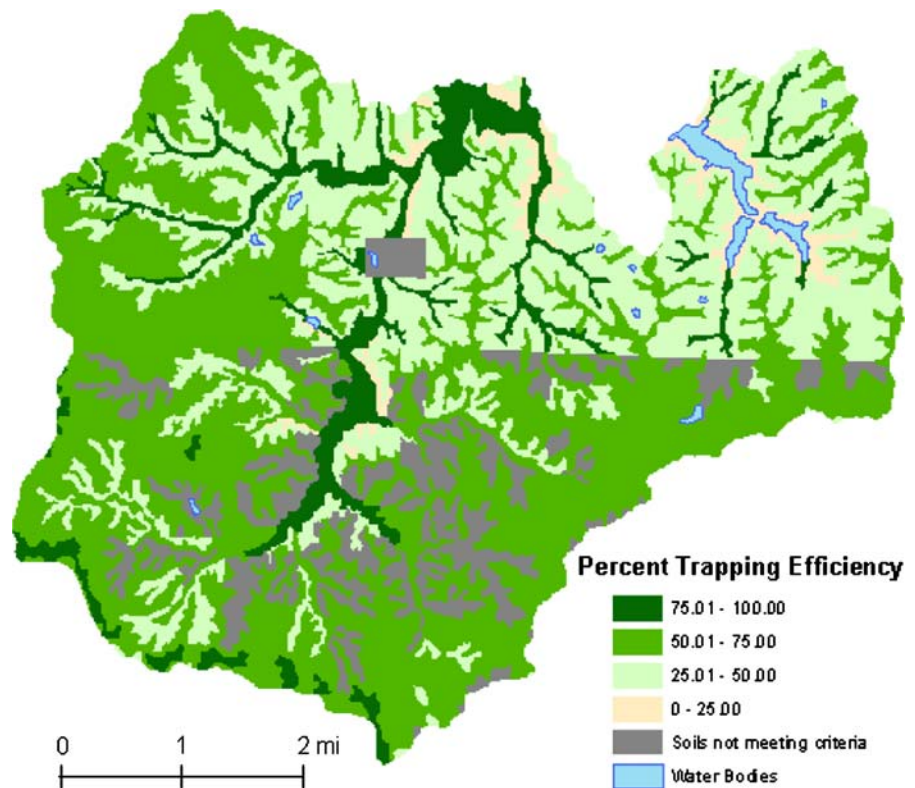 Percent Trapping Efficiency
75.01 - 100.00
50.01 - 75.00
25.01 - 50.00
0 - 25.00
Soils not meeting criteria
Water Bodies
0 1 2 mi